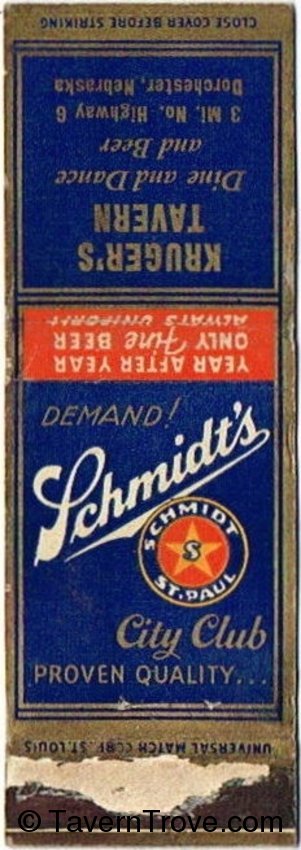 CLOSE COVER BEFORE STRIKING
KRUGER'S
TAVERN
Dine and Dance
and Beer
3 Mi. No. Highway 6
Dorchester, Nebraska
YEAR AFTER YEAR
ONLY Fine BEER
ALWAYS UNIFORM
DEMAND!
Schmidt's
SCHMIDT
S
ST. PAUL
City Club
PROVEN QUALITY...
UNIVERSAL MATCH CORP. ST. LOUIS
© TavernTrove.com